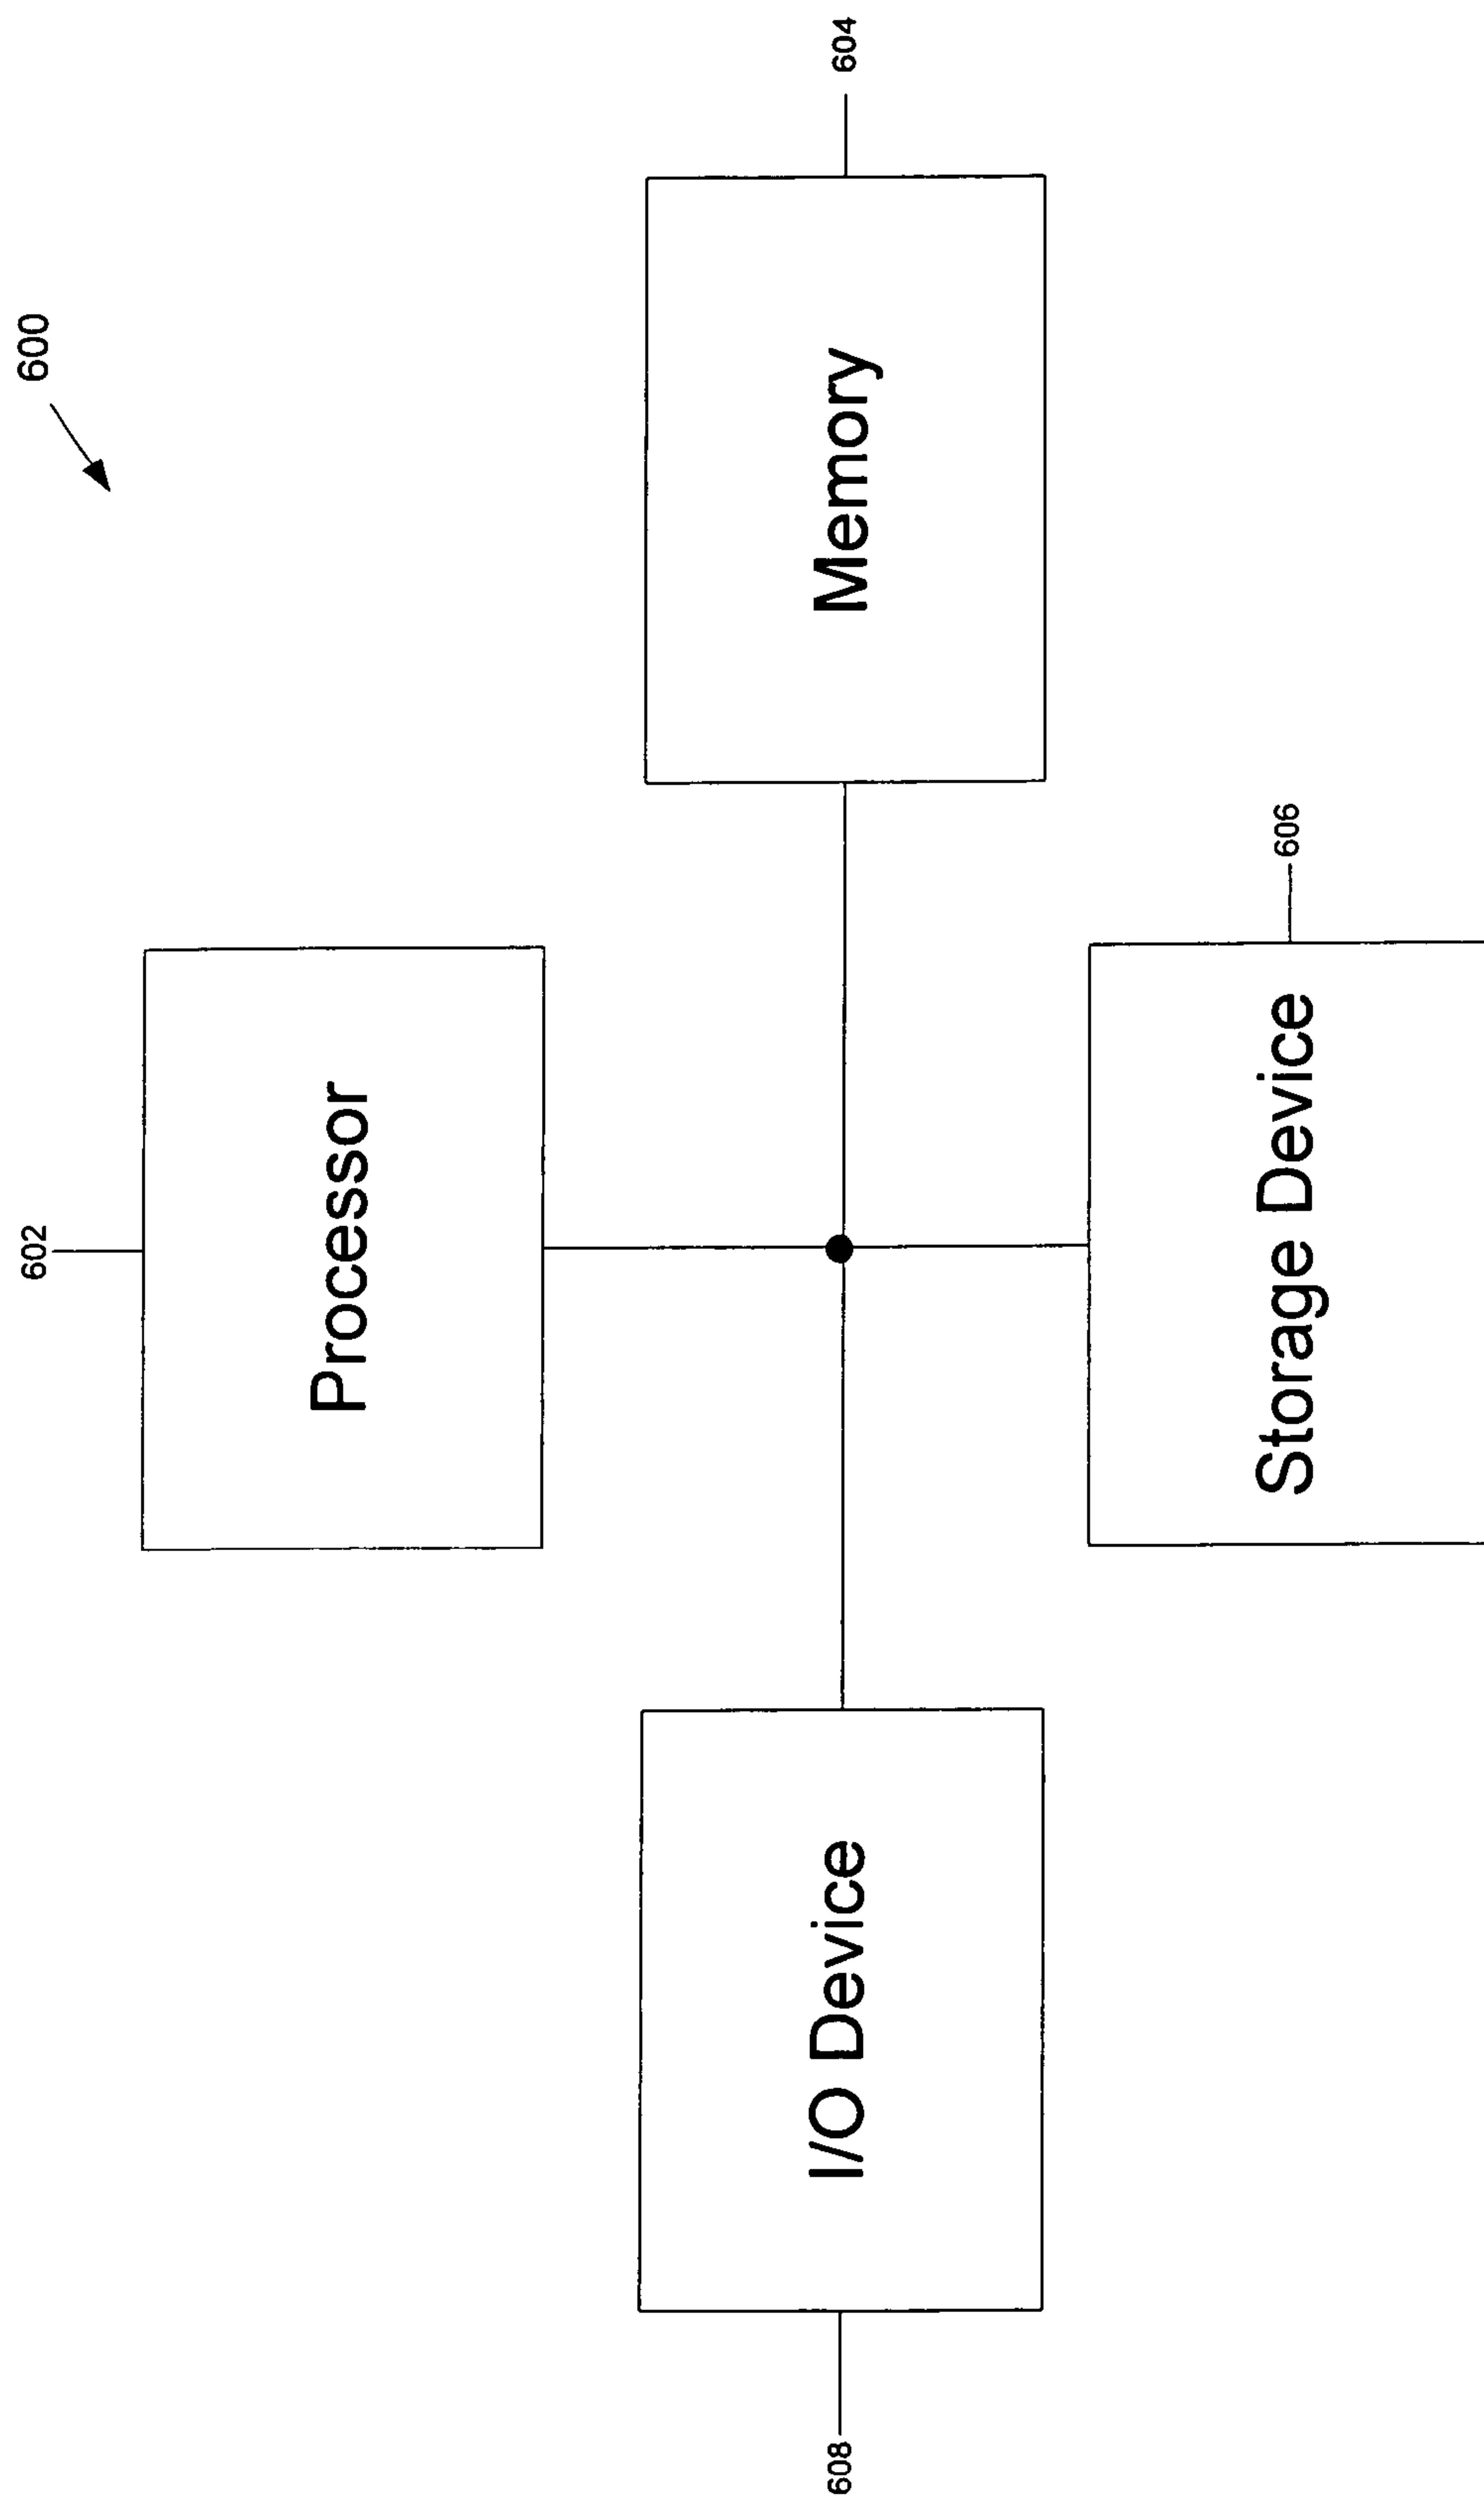 600
602
Processor
I/O Device
608
Memory
604
Storage Device
606